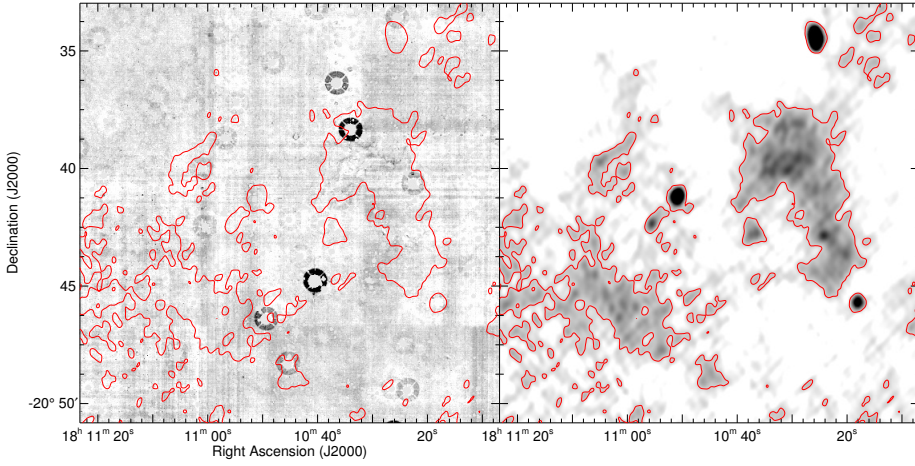 35
40
45
-20° 50′
Declination (J2000)
18ʰ 11ᵐ 20ˢ
11ᵐ 00ˢ
10ᵐ 40ˢ
20ˢ
18ʰ 11ᵐ 20ˢ
11ᵐ 00ˢ
10ᵐ 40ˢ
20ˢ
Right Ascension (J2000)